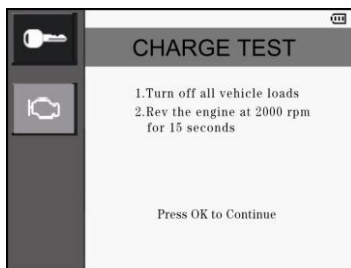 CHARGE TEST
1.Turn off all vehicle loads
2.Rev the engine at 2000 rpm
for 15 seconds
Press OK to Continue